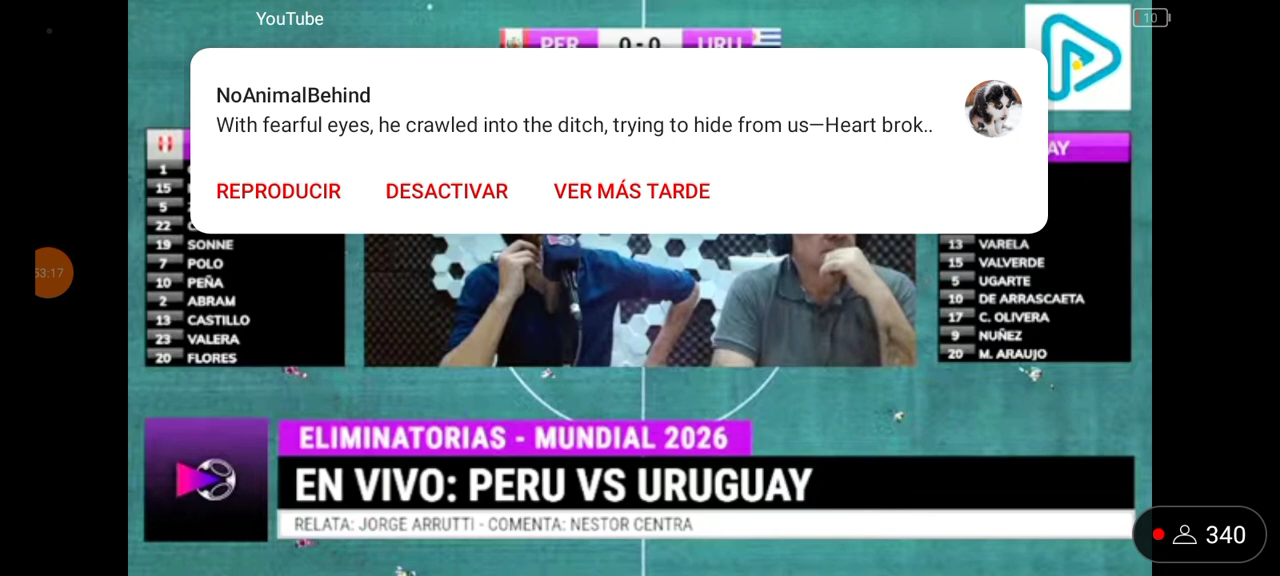 YouTube
10
PER 0-0 URU
NoAnimalBehind
With fearful eyes, he crawled into the ditch, trying to hide from us—Heart brok..
REPRODUCIR DESACTIVAR VER MÁS TARDE
53:17
1
15
5
22
19 SONNE
7 POLO
10 PEÑA
2 ABRAM
13 CASTILLO
23 VALERA
20 FLORES
AY
13 VARELA
15 VALVERDE
5 UGARTE
10 DE ARRASCAETA
17 C. OLIVERA
9 NUÑEZ
20 M. ARAUJO
ELIMINATORIAS - MUNDIAL 2026
EN VIVO: PERU VS URUGUAY
RELATA: JORGE ARRUTTI - COMENTA: NESTOR CENTRA
340